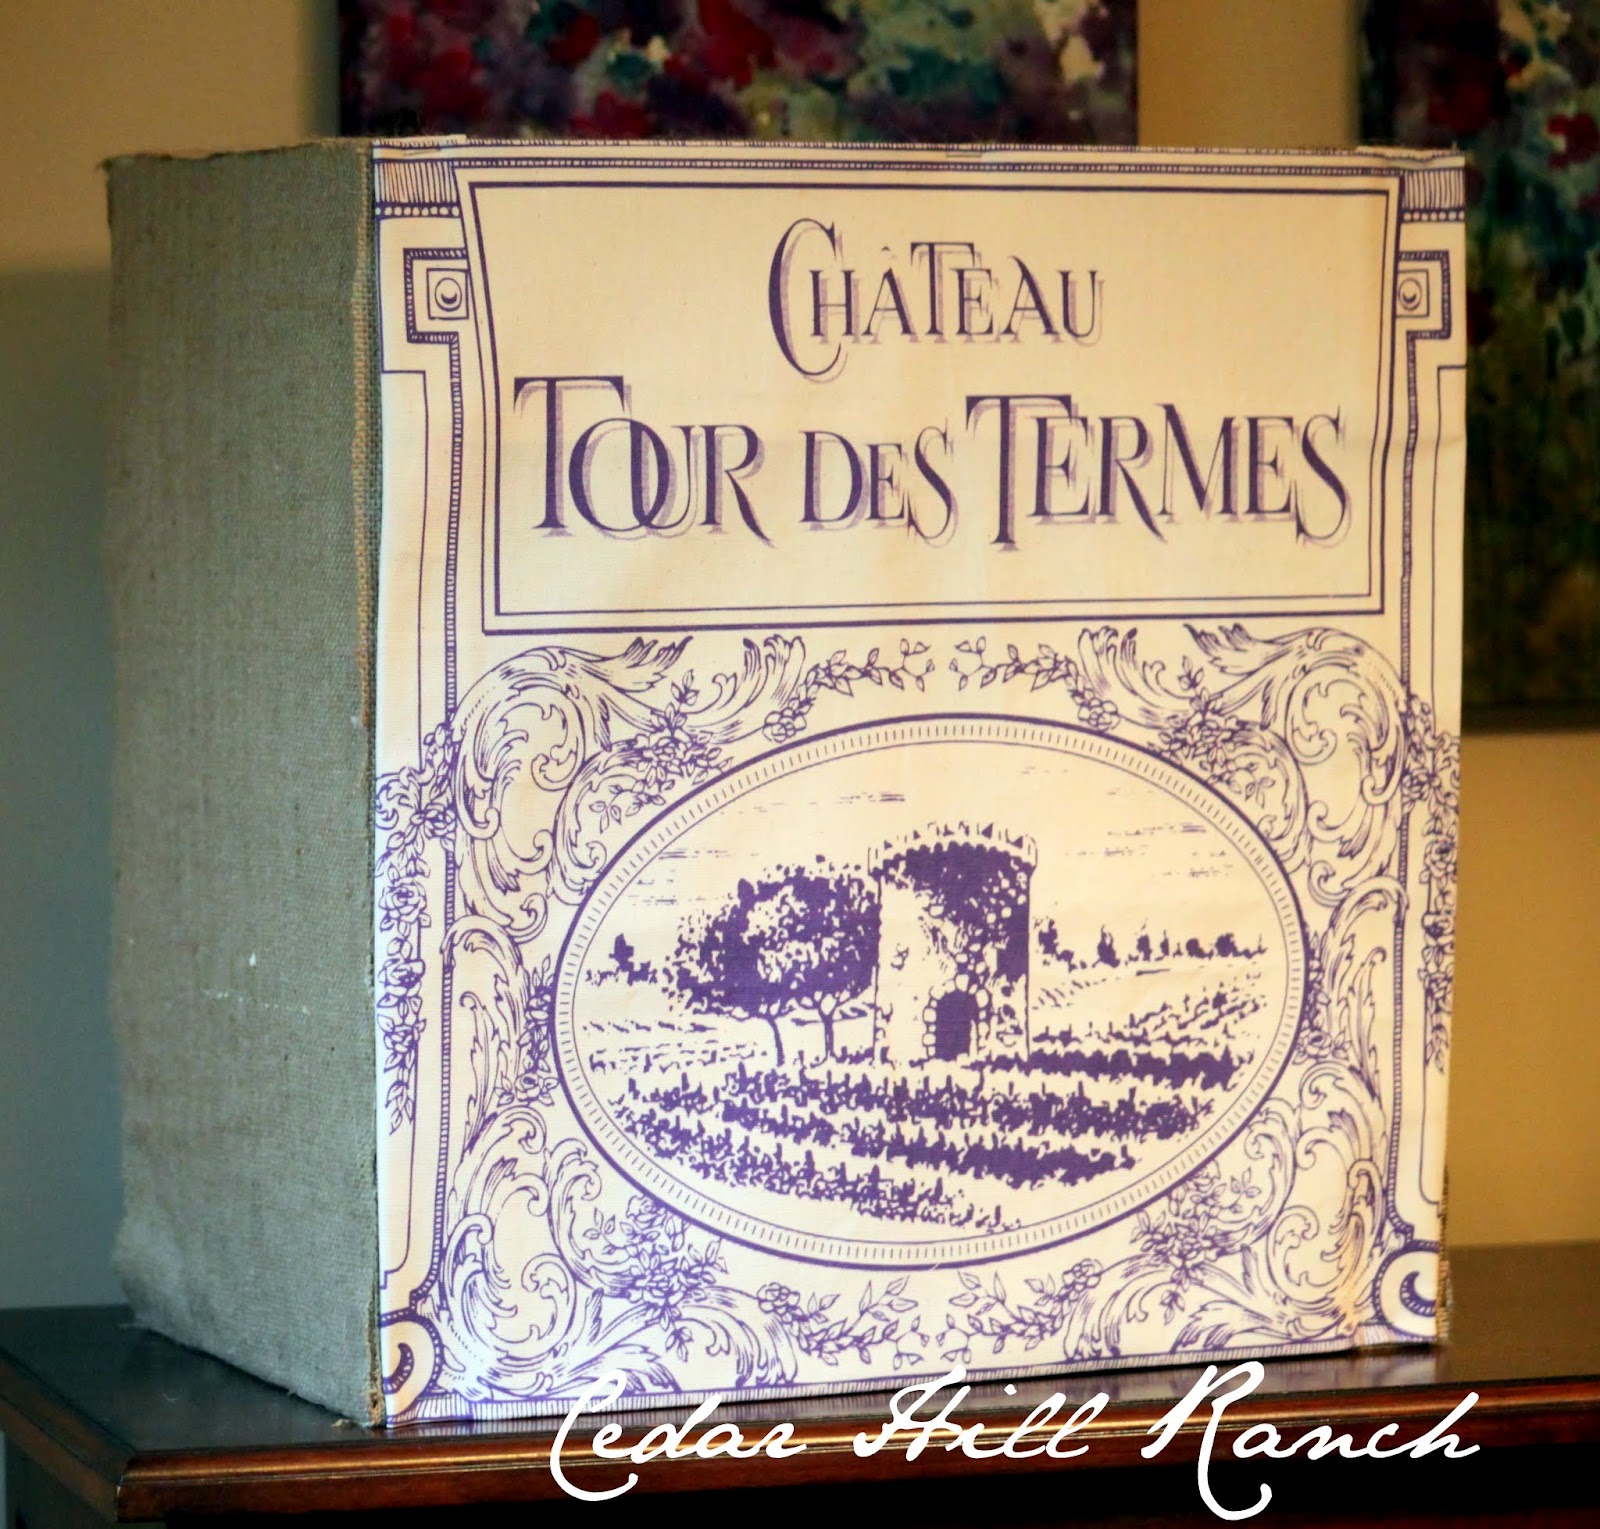 CHÂTEAU
TOUR DES TERMES
Cedar Hill Ranch